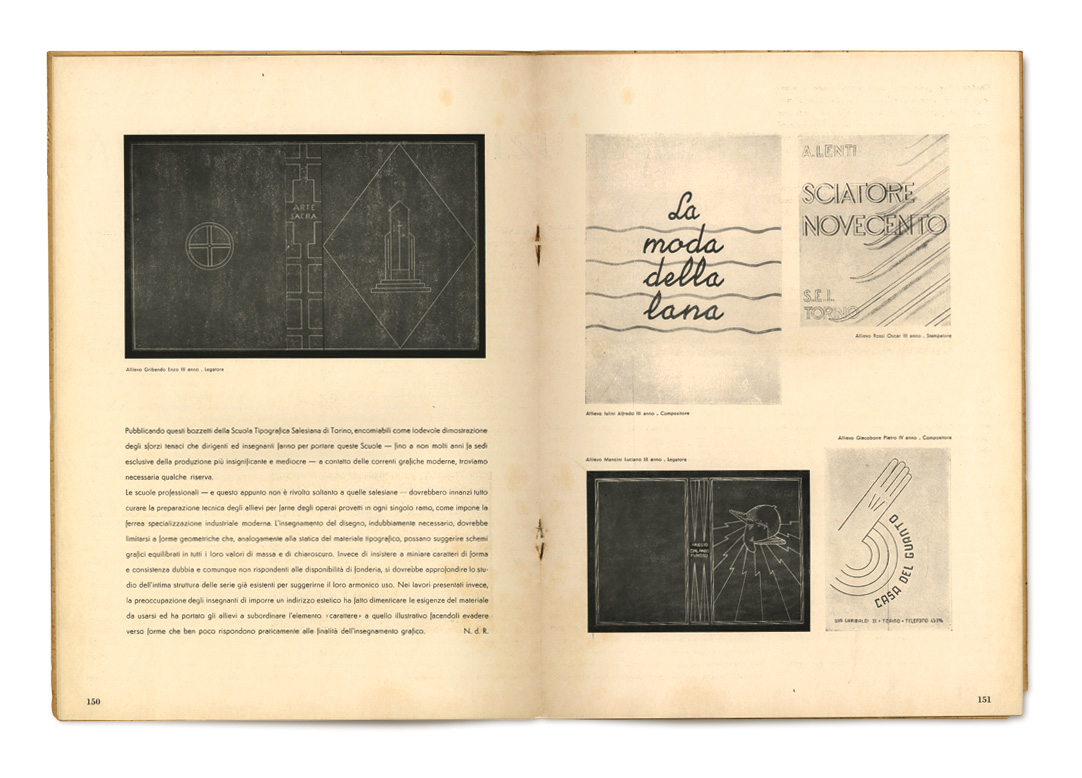 ARTE
SACRA
Allievo Gribando Enzo III anno . Legatore
Pubblicando questi bozzetti della Scuola Tipografica Salesiana di Torino, encomiabili come lodevole dimostrazione
degli sforzi tenaci che dirigenti ed insegnanti fanno per portare queste Scuole — fino a non molti anni fa sedi
esclusive della produzione più insignificante e mediocre — a contatto delle correnti grafiche moderne, troviamo
necessaria qualche riserva.
Le scuole professionali — e questo appunto non è rivolto soltanto a quelle salesiane — dovrebbero innanzi tutto
curare la preparazione tecnica degli allievi per farne degli operai provetti in ogni singolo ramo, come impone la
ferrea specializzazione industriale moderna. L'insegnamento del disegno, indubbiamente necessario, dovrebbe
limitarsi a forme geometriche che, analogamente alla statica del materiale tipografico, possano suggerire schemi
grafici equilibrati in tutti i loro valori di massa e di chiaroscuro. Invece di insistere a miniare caratteri di forma
e consistenza dubbia e comunque non rispondenti alle disponibilità di fonderia, si dovrebbe approfondire lo stu-
dio dell'intima struttura delle serie già esistenti per suggerirne il loro armonico uso. Nei lavori presentati invece,
la preoccupazione degli insegnanti di imporre un indirizzo estetico ha fatto dimenticare le esigenze del materiale
da usarsi ed ha portato gli allievi a subordinare l'elemento «carattere» a quello illustrativo facendoli evadere
verso forme che ben poco rispondono praticamente alle finalità dell'insegnamento grafico. N. d. R.
150
La
moda
della
lana
Allievo Isini Alfredo III anno . Compositore
A. LENTI
SCIATORE
NOVECENTO
S.E.I.
TORINO
Allievo Rossi Oscar III anno . Stampatore
Allievo Mancini Luciano III anno . Legatore
Allievo Giacobone Pietro IV anno . Compositore
CASA DEL GUANTO
VIA GARIBALDI TORINO • TELEFONO
151